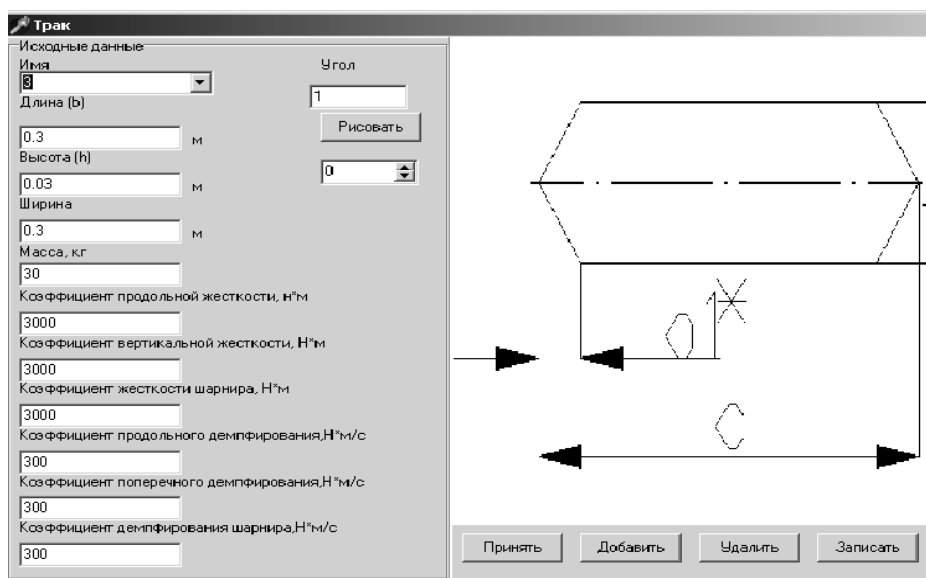 Трак
Исходные данные
Имя
3
Длина (b)
0.3 м
Высота (h)
0.03 м
Ширина
0.3 м
Масса, кг
30
Коэффициент продольной жесткости, н*м
3000
Коэффициент вертикальной жесткости, Н*м
3000
Коэффициент жесткости шарнира, Н*м
3000
Коэффициент продольного демпфирования,Н*м/с
300
Коэффициент поперечного демпфирования,Н*м/с
300
Коэффициент демпфирования шарнира,Н*м/с
300
Угол
1
Рисовать
0
C
Принять Добавить Удалить Записать